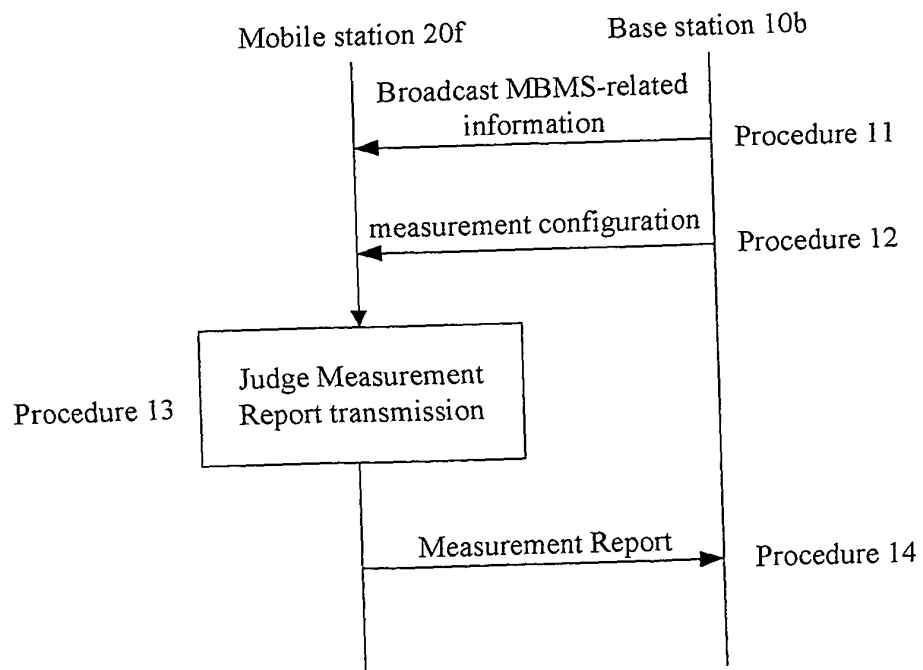 Mobile station 20f
Base station 10b
Broadcast MBMS-related
information
Procedure 11
measurement configuration
Procedure 12
Judge Measurement
Report transmission
Procedure 13
Measurement Report
Procedure 14